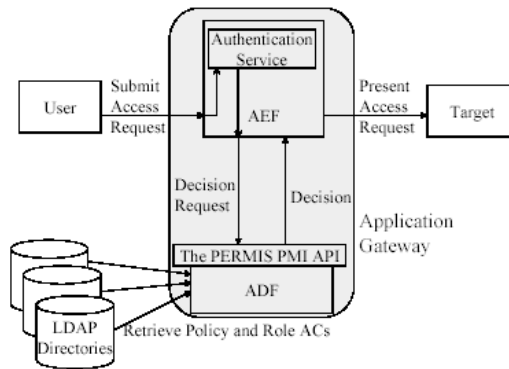 Authentication
Service
User
Submit
Access
Request
AEF
Present
Access
Request
Target
Decision
Request
Decision
Application
Gateway
The PERMIS PMI API
ADF
LDAP
Directories
Retrieve Policy and Role ACs